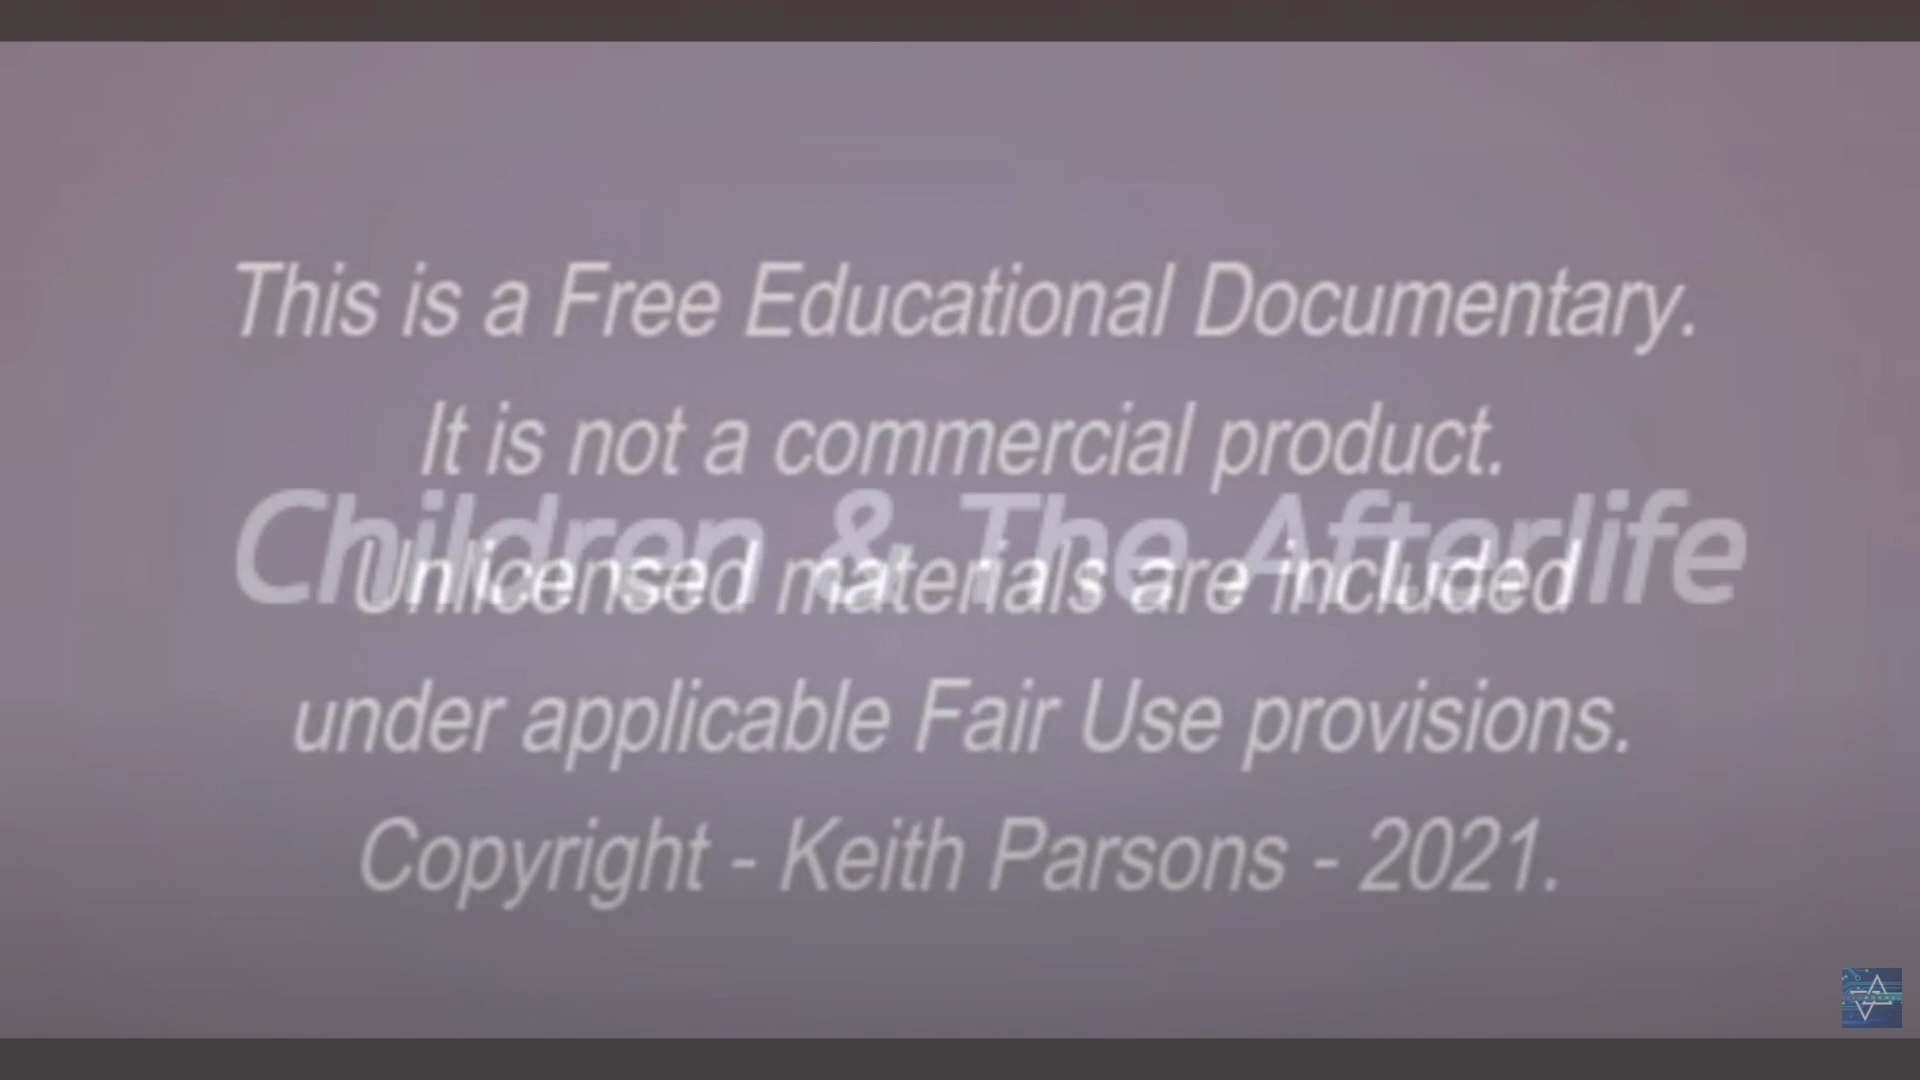 This is a Free Educational Documentary.
It is not a commercial product.
Children & The Afterlife
Unlicensed materials are included
under applicable Fair Use provisions.
Copyright - Keith Parsons - 2021.